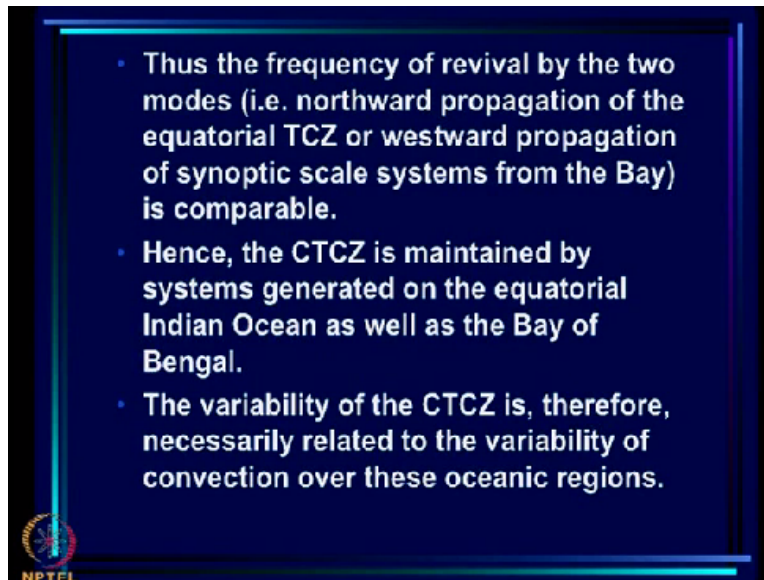 • Thus the frequency of revival by the two
modes (i.e. northward propagation of the
equatorial TCZ or westward propagation
of synoptic scale systems from the Bay)
is comparable.
• Hence, the CTCZ is maintained by
systems generated on the equatorial
Indian Ocean as well as the Bay of
Bengal.
• The variability of the CTCZ is, therefore,
necessarily related to the variability of
convection over these oceanic regions.
NPTEL